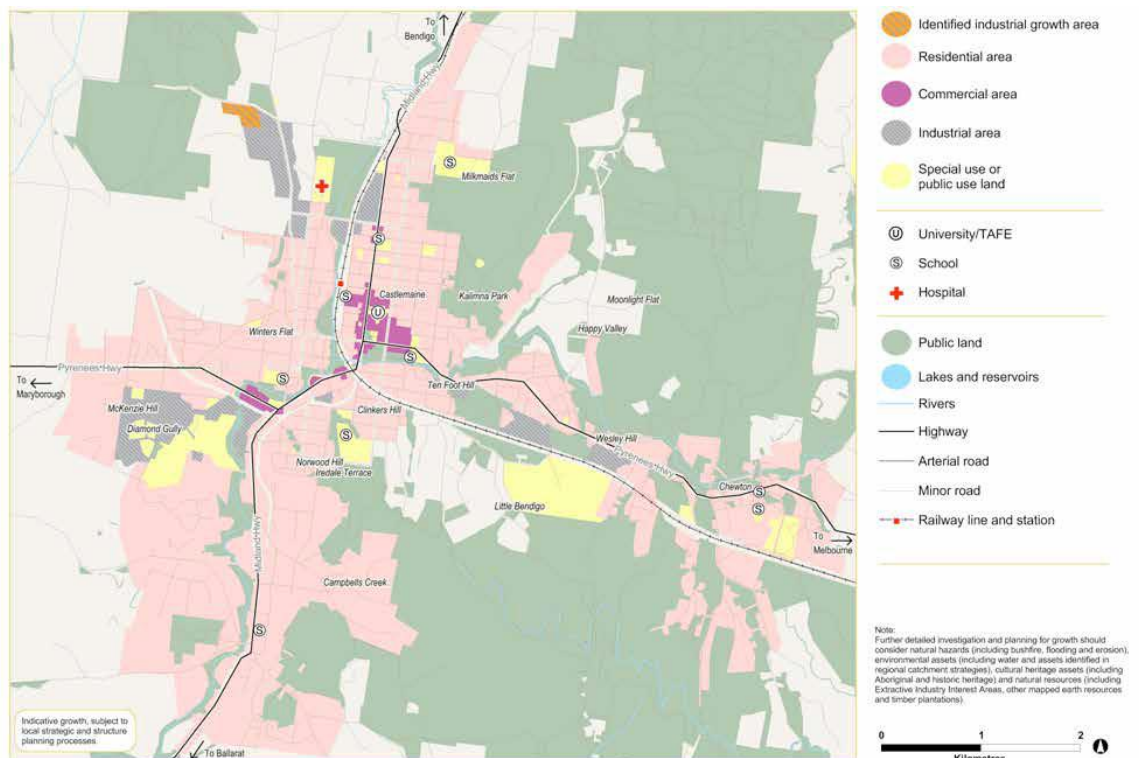 To
Bendigo
Midland Hwy
S
Milkmaids Flat
S
S
Castlemaine
U
Kalimna Park
Moonlight Flat
Happy Valley
Winters Flat
S
Pyrenees Hwy
To
Maryborough
S
Ten Foot Hill
McKenzie Hill
Clinkers Hill
Diamond Gully
S
Wesley Hill
Norwood Hill
Iredale Terrace
Pyrenees Hwy
Chewton
S
S
Little Bendigo
To
Melbourne
Midland Hwy
Campbells Creek
S
Indicative growth, subject to
local strategic and structure
planning processes.
To Ballarat
Identified industrial growth area
Residential area
Commercial area
Industrial area
Special use or
public use land
U University/TAFE
S School
Hospital
Public land
Lakes and reservoirs
Rivers
Highway
Arterial road
Minor road
Railway line and station
Note:
Further detailed investigation and planning for growth should
consider natural hazards (including bushfire, flooding and erosion),
environmental assets (including water and assets identified in
regional catchment strategies), cultural heritage assets (including
Aboriginal and historic heritage) and natural resources (including
Extractive Industry Interest Areas, other mapped earth resources
and timber plantations)
0 1 2
Kilometres